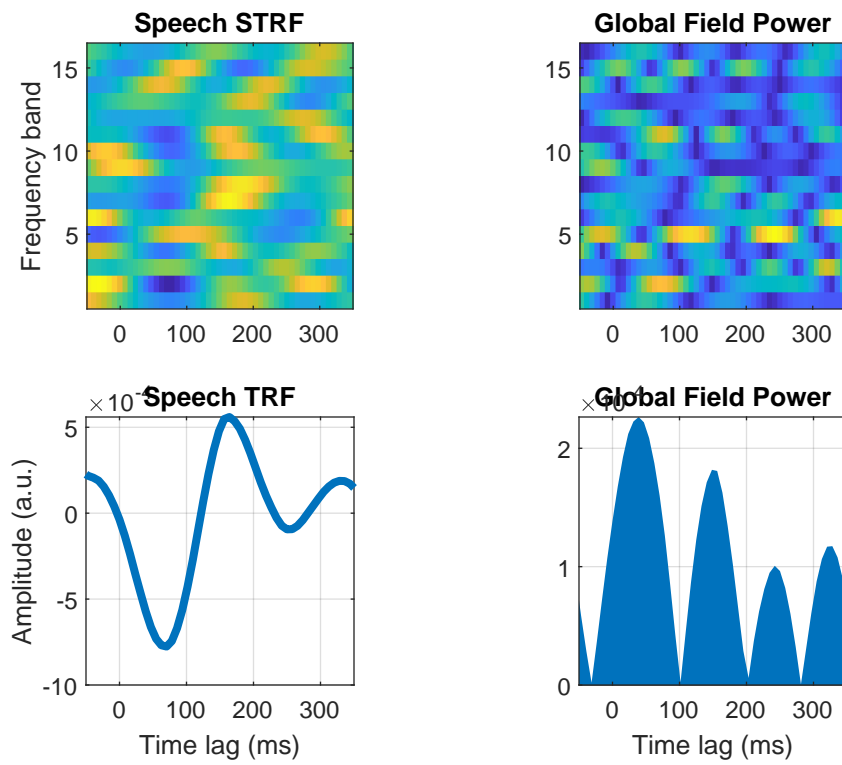 Speech STRF
Global Field Power
Frequency band
15
10
5
0 100 200 300
15
10
5
0 100 200 300
× 10⁻⁴
Speech TRF
Global Field Power
Amplitude (a.u.)
5
0
-5
-10
0 100 200 300
Time lag (ms)
2
1
0
0 100 200 300
Time lag (ms)